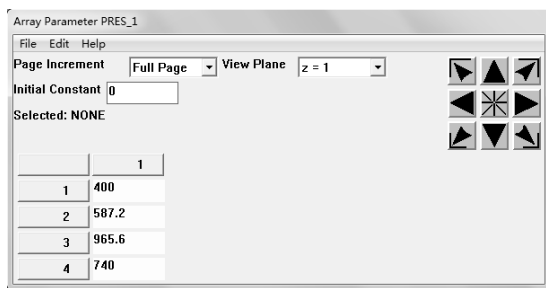 Array Parameter PRES_1
File Edit Help
Page Increment Full Page View Plane z = 1
Initial Constant 0
Selected: NONE
1
1 400
2 587.2
3 965.6
4 740